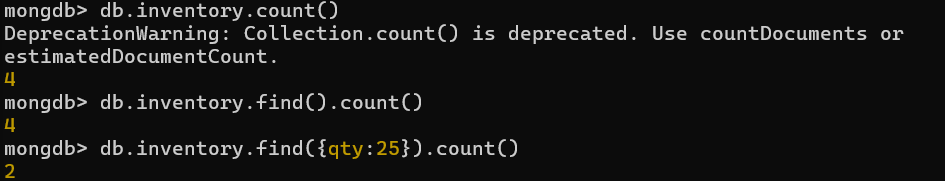 mongdb> db.inventory.count()
DeprecationWarning: Collection.count() is deprecated. Use countDocuments or
estimatedDocumentCount.
4
mongdb> db.inventory.find().count()
4
mongdb> db.inventory.find({qty:25}).count()
2